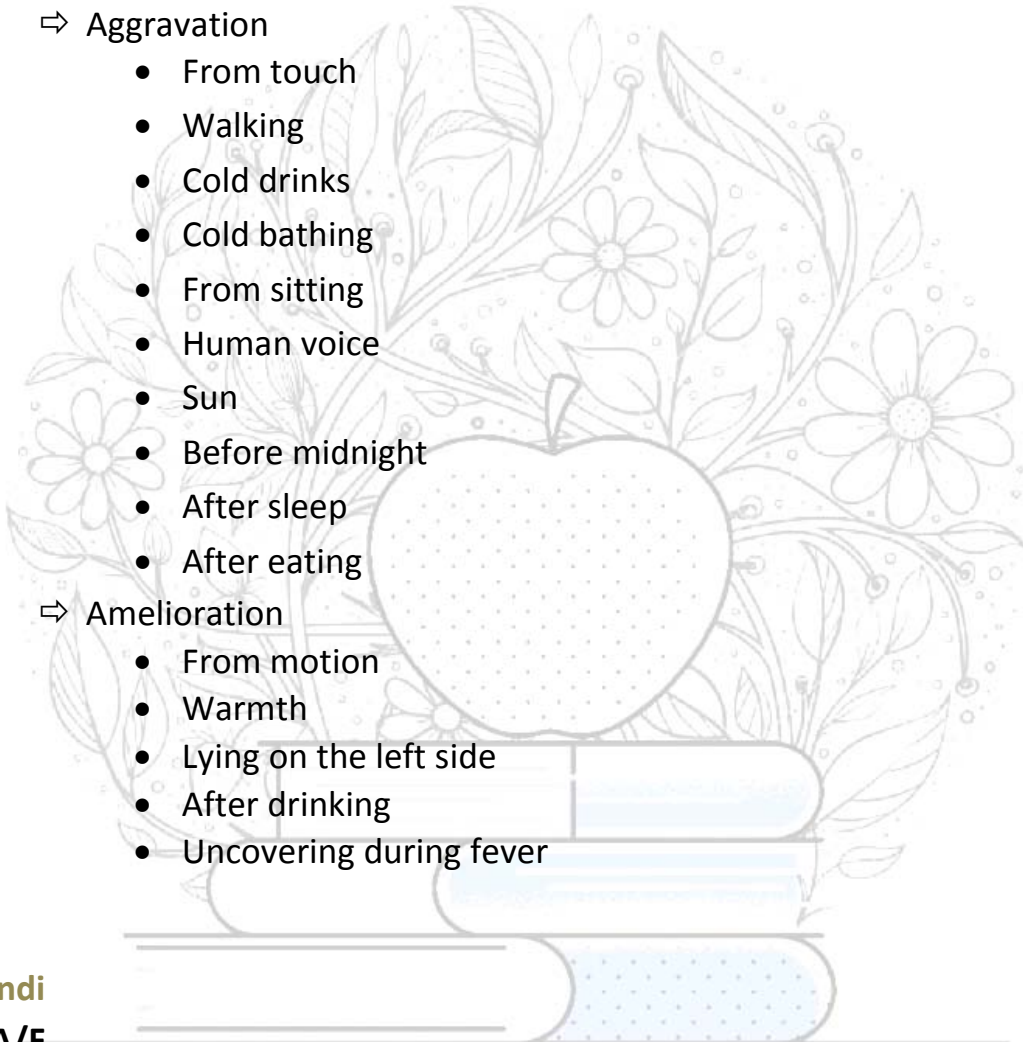 ⇨ Aggravation
• From touch
• Walking
• Cold drinks
• Cold bathing
• From sitting
• Human voice
• Sun
• Before midnight
• After sleep
• After eating
⇨ Amelioration
• From motion
• Warmth
• Lying on the left side
• After drinking
• Uncovering during fever
ndi